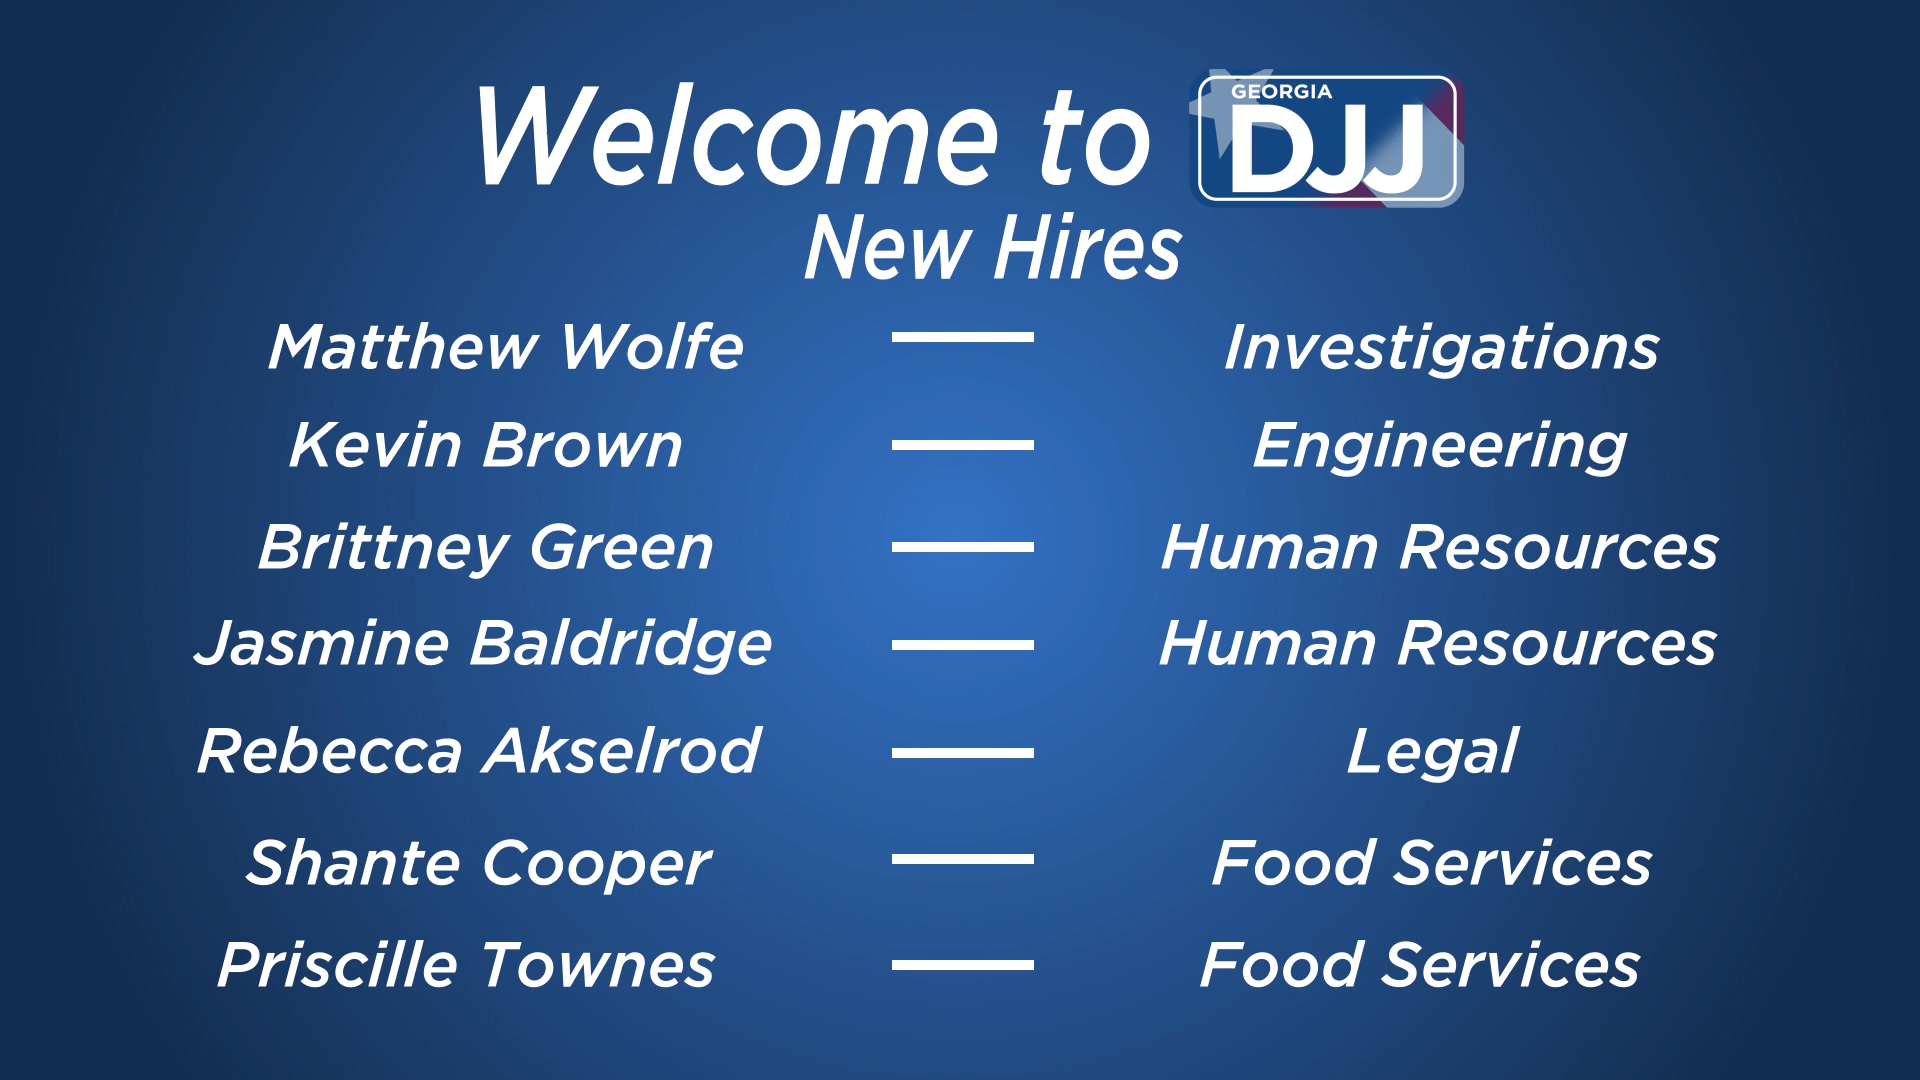 Welcome to
GEORGIA
DJJ
New Hires
Matthew Wolfe — Investigations
Kevin Brown — Engineering
Brittney Green — Human Resources
Jasmine Baldridge — Human Resources
Rebecca Akselrod — Legal
Shante Cooper — Food Services
Priscille Townes — Food Services